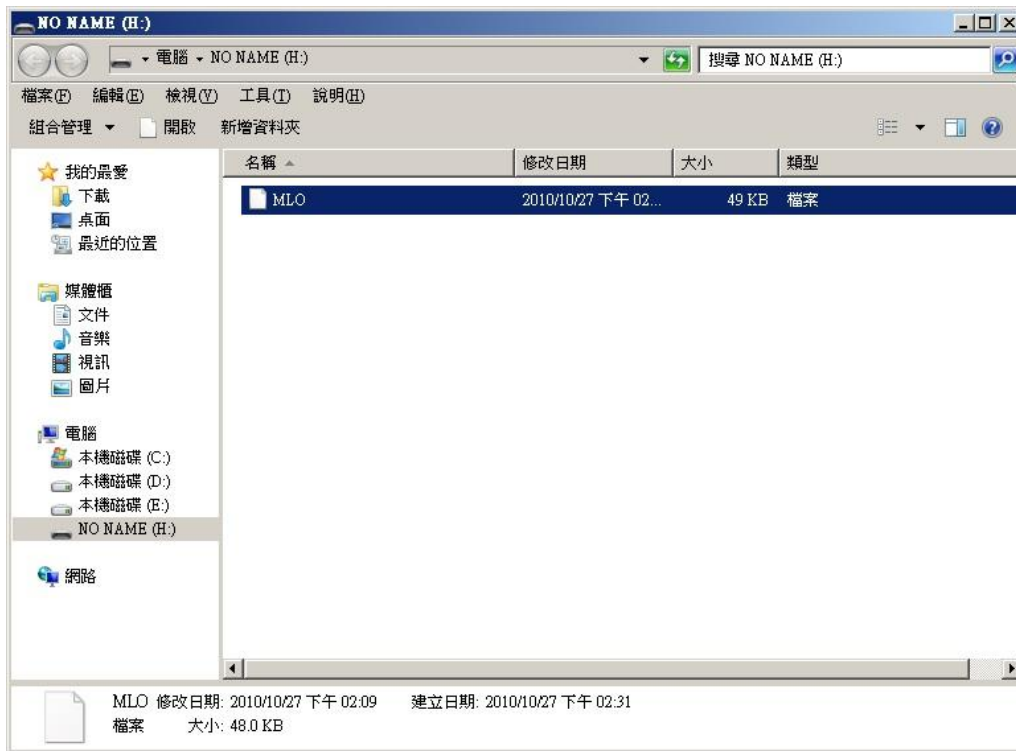 NO NAME (H:)
電腦 NO NAME (H:) 搜尋 NO NAME (H:)
檔案(F) 編輯(E) 檢視(V) 工具(T) 說明(H)
組合管理 開啟 新增資料夾
名稱 修改日期 大小 類型
MLO 2010/10/27 下午 02... 49 KB 檔案
我的最愛
下載
桌面
最近的位置
媒體櫃
文件
音樂
視訊
圖片
電腦
本機磁碟 (C:)
本機磁碟 (D:)
本機磁碟 (E:)
NO NAME (H:)
網路
MLO 修改日期: 2010/10/27 下午 02:09 建立日期: 2010/10/27 下午 02:31
檔案 大小: 48.0 KB